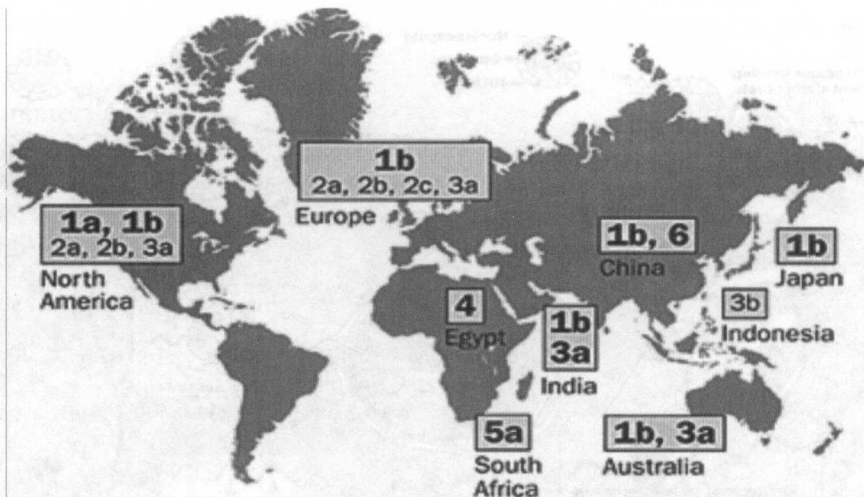 1b
2a, 2b, 2c, 3a
Europe
1a, 1b
2a, 2b, 3a
North
America
1b, 6
China
1b
Japan
4
Egypt
1b
3a
India
3b
Indonesia
5a
South
Africa
1b, 3a
Australia